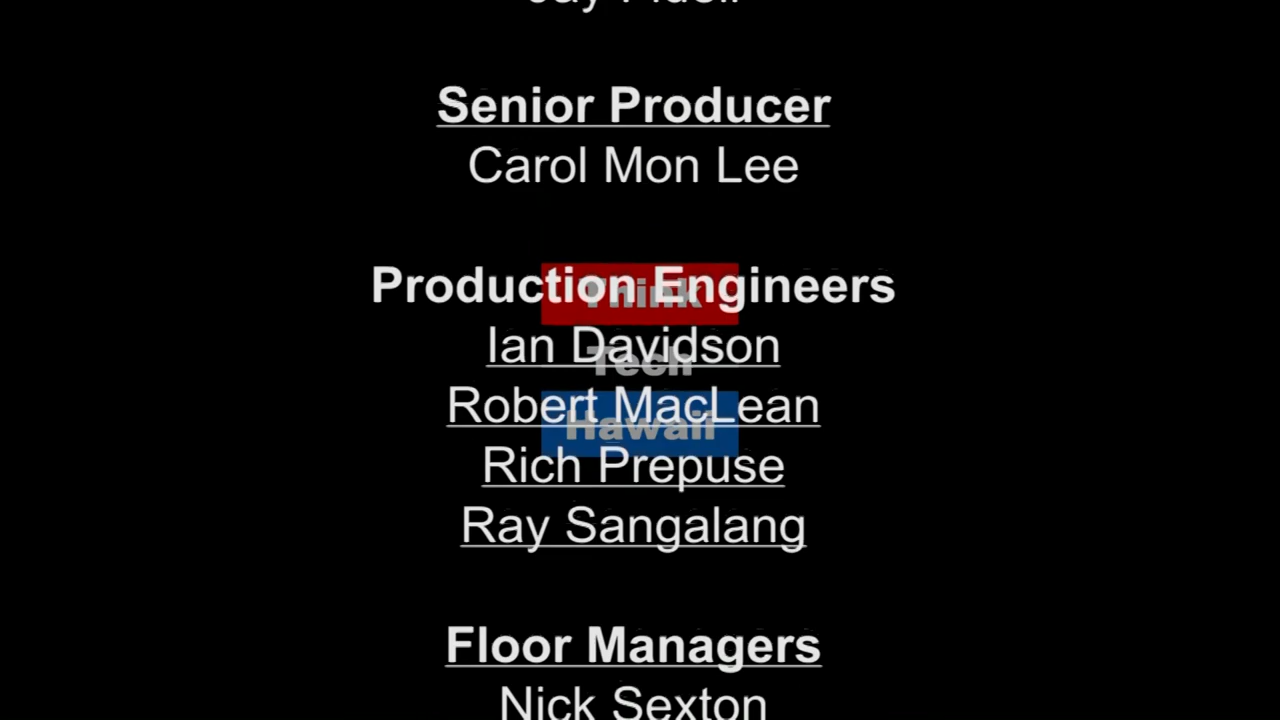 Senior Producer
Carol Mon Lee
Production Engineers
Think
Ian Davidson
Tech
Robert MacLean
Hawaii
Rich Prepuse
Ray Sangalang
Floor Managers
Nick Sexton